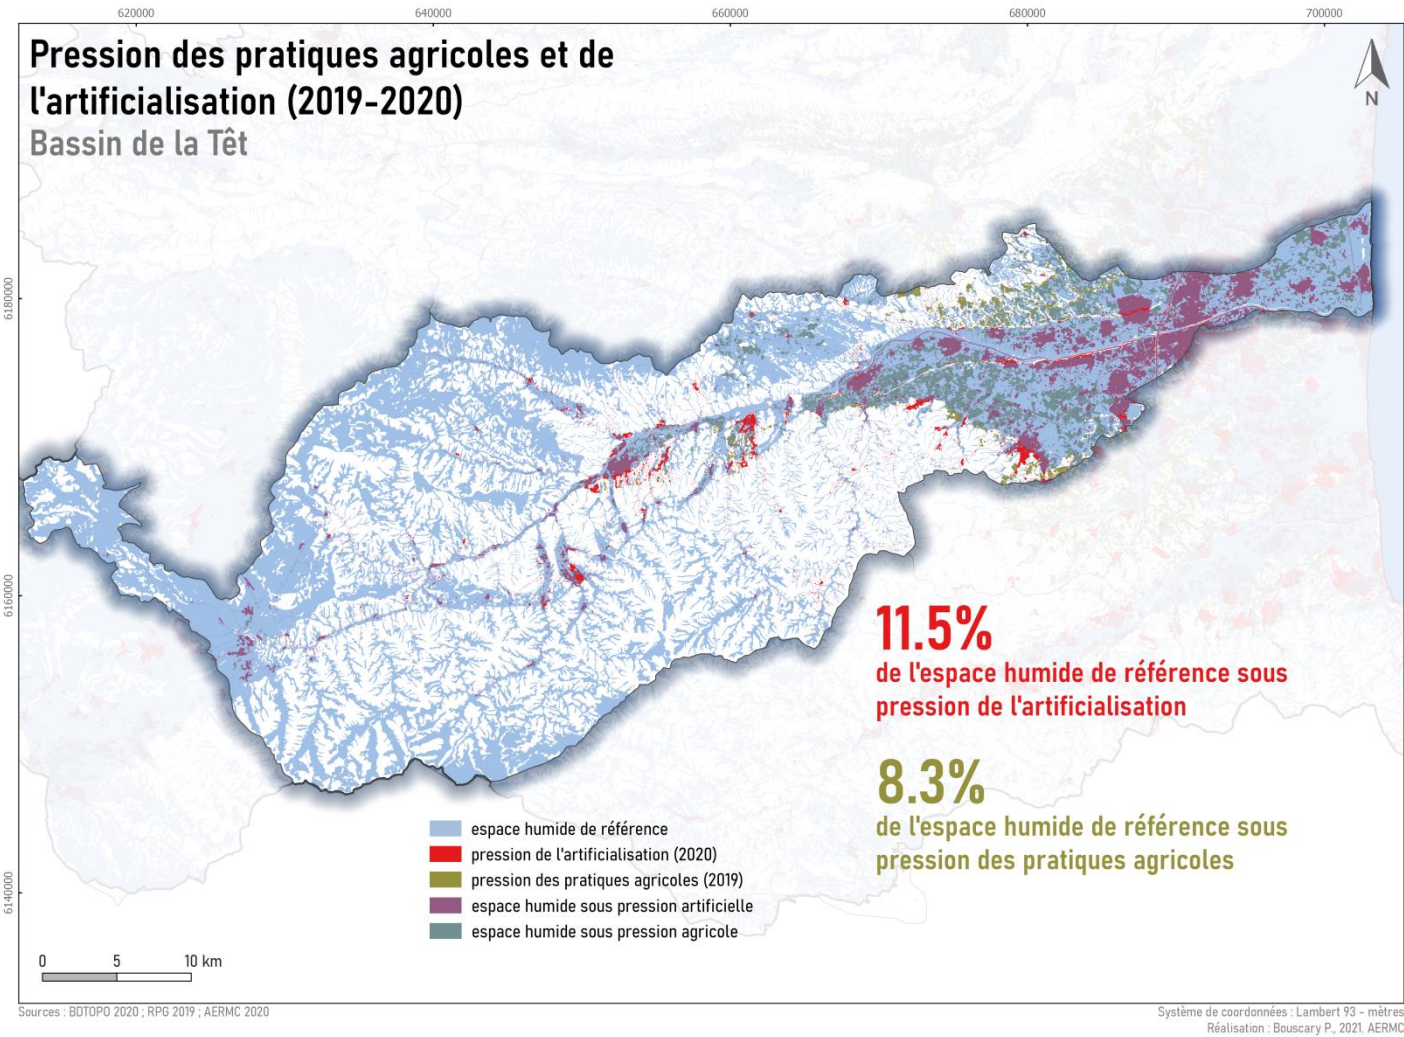 620000
640000
660000
680000
700000
Pression des pratiques agricoles et de
l'artificialisation (2019-2020)
Bassin de la Têt
N
6180000
6160000
6140000
11.5%
de l'espace humide de référence sous
pression de l'artificialisation
8.3%
de l'espace humide de référence sous
pression des pratiques agricoles
espace humide de référence
pression de l'artificialisation (2020)
pression des pratiques agricoles (2019)
espace humide sous pression artificielle
espace humide sous pression agricole
0 5 10 km
Sources : BDTOPO 2020 ; RPG 2019 ; AERMC 2020
Système de coordonnées : Lambert 93 - mètres
Réalisation : Bouscary P., 2021. AERMC